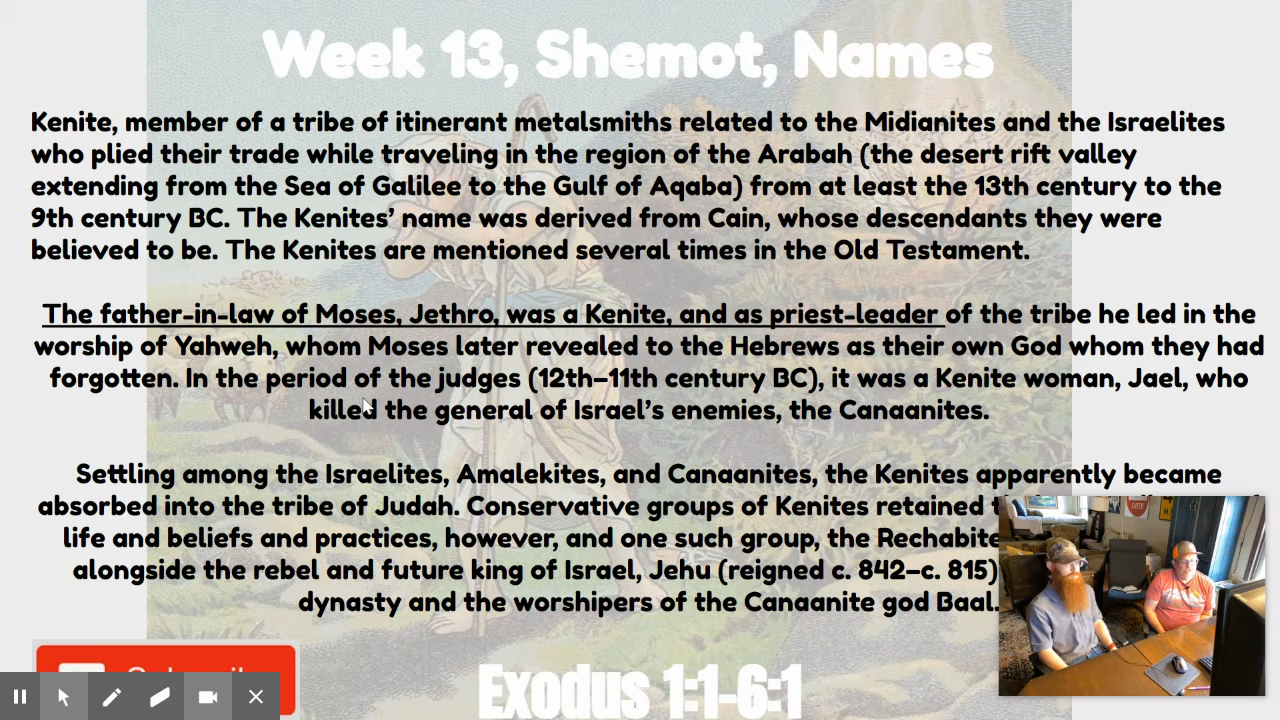 Week 13, Shemot, Names
Kenite, member of a tribe of itinerant metalsmiths related to the Midianites and the Israelites
who plied their trade while traveling in the region of the Arabah (the desert rift valley
extending from the Sea of Galilee to the Gulf of Aqaba) from at least the 13th century to the
9th century BC. The Kenites’ name was derived from Cain, whose descendants they were
believed to be. The Kenites are mentioned several times in the Old Testament.
The father-in-law of Moses, Jethro, was a Kenite, and as priest-leader of the tribe he led in the
worship of Yahweh, whom Moses later revealed to the Hebrews as their own God whom they had
forgotten. In the period of the judges (12th–11th century BC), it was a Kenite woman, Jael, who
killed the general of Israel’s enemies, the Canaanites.
Settling among the Israelites, Amalekites, and Canaanites, the Kenites apparently became
absorbed into the tribe of Judah. Conservative groups of Kenites retained
life and beliefs and practices, however, and one such group, the Rechabite
alongside the rebel and future king of Israel, Jehu (reigned c. 842–c. 815)
dynasty and the worshipers of the Canaanite god Baal.
Exodus 1:1-6:1